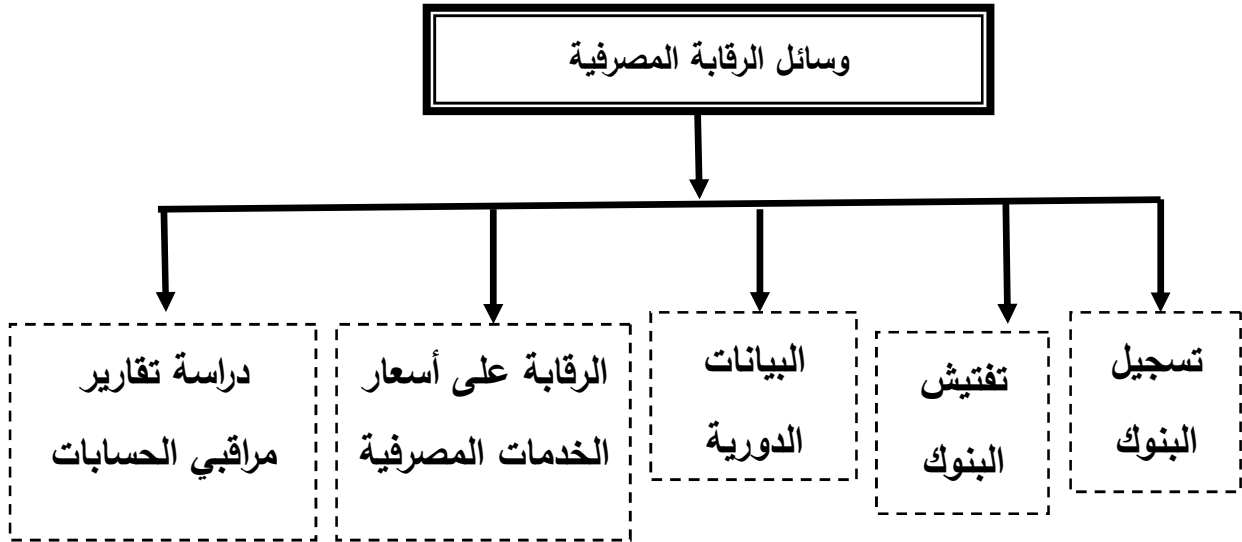 وسائل الرقابة المصرفية
تسجيل
البنوك
تفتيش
البنوك
البيانات
الدورية
الرقابة على أسعار
الخدمات المصرفية
دراسة تقارير
مراقبي الحسابات